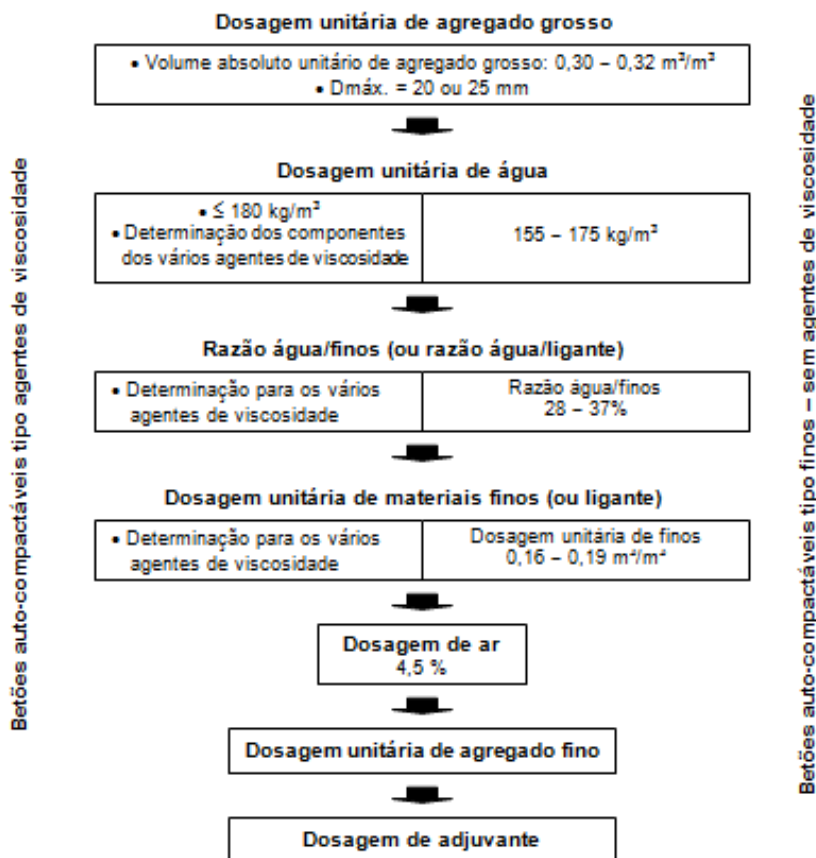 Dosagem unitária de agregado grosso
• Volume absoluto unitário de agregado grosso: 0,30 – 0,32 m³/m³
• Dmáx. = 20 ou 25 mm
Dosagem unitária de água
• ≤ 180 kg/m³
• Determinação dos componentes
dos vários agentes de viscosidade
155 – 175 kg/m³
Razão água/finos (ou razão água/ligante)
• Determinação para os vários
agentes de viscosidade
Razão água/finos
28 – 37%
Dosagem unitária de materiais finos (ou ligante)
• Determinação para os vários
agentes de viscosidade
Dosagem unitária de finos
0,16 – 0,19 m³/m³
Dosagem de ar
4,5 %
Dosagem unitária de agregado fino
Dosagem de adjuvante
Betões auto-compactáveis tipo agentes de viscosidade
Betões auto-compactáveis tipo finos – sem agentes de viscosidade